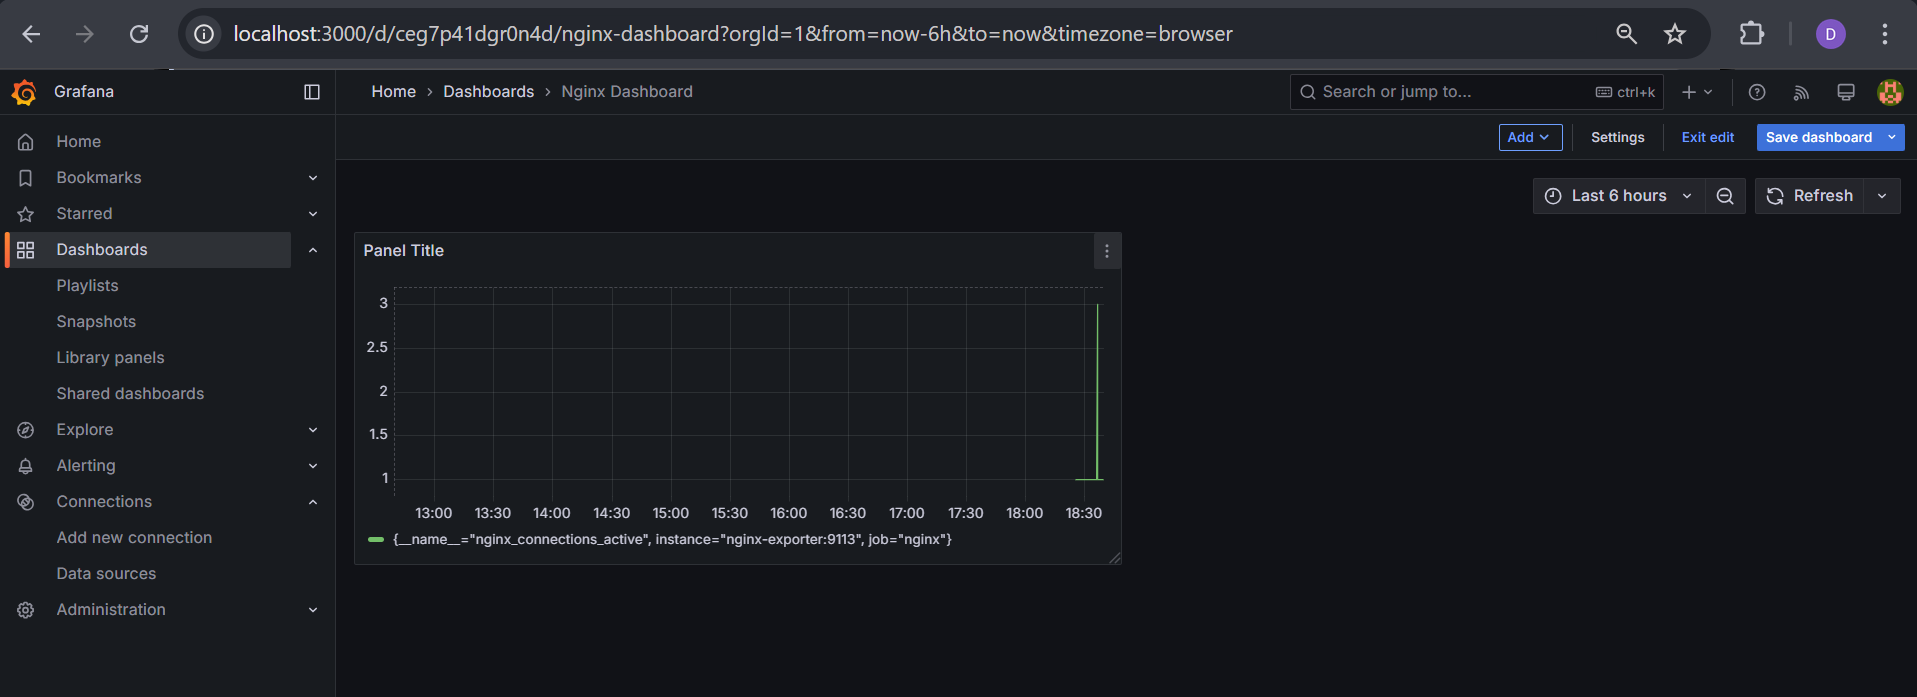 localhost:3000/d/ceg7p41dgr0n4d/nginx-dashboard?orgId=1&from=now-6h&to=now&timezone=browser
D
Grafana
Home › Dashboards › Nginx Dashboard
Search or jump to...
ctrl+k
Add
Settings
Exit edit
Save dashboard
Home
Bookmarks
Starred
Dashboards
Playlists
Snapshots
Library panels
Shared dashboards
Explore
Alerting
Connections
Add new connection
Data sources
Administration
Last 6 hours
Refresh
Panel Title
3
2.5
2
1.5
1
13:00 13:30 14:00 14:30 15:00 15:30 16:00 16:30 17:00 17:30 18:00 18:30
{__name__="nginx_connections_active", instance="nginx-exporter:9113", job="nginx"}